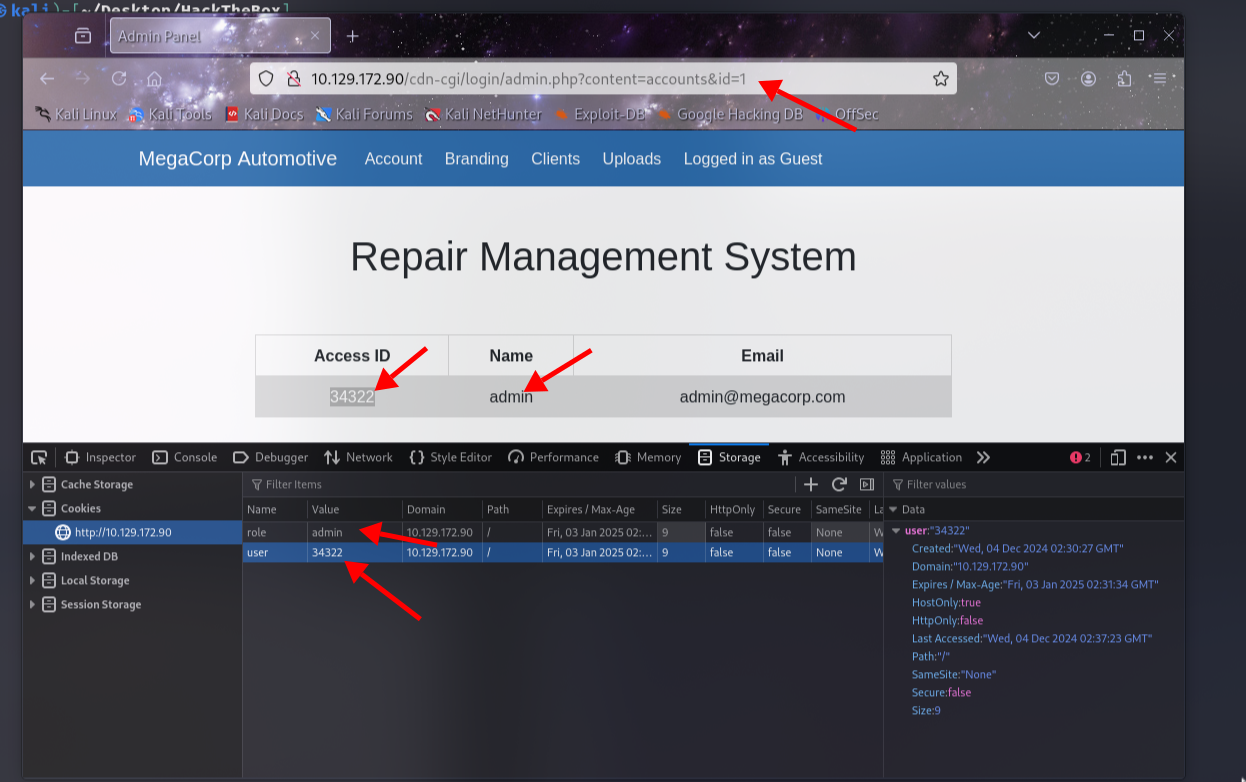 kali)-[~/Desktop/HackTheBox]
Admin Panel
10.129.172.90/cdn-cgi/login/admin.php?content=accounts&id=1
Kali Linux Kali Tools Kali Docs Kali Forums Kali NetHunter Exploit-DB Google Hacking DB OffSec
MegaCorp Automotive Account Branding Clients Uploads Logged in as Guest
Repair Management System
Access ID Name Email
34322 admin admin@megacorp.com
Inspector Console Debugger Network Style Editor Performance Memory Storage Accessibility Application 2
Cache Storage Filter Items Filter values
Cookies Name Value Domain Path Expires / Max-Age Size HttpOnly Secure SameSite La Data
http://10.129.172.90 role admin 10.129.172.90 / Fri, 03 Jan 2025 02:... 9 false false None W user:"34322"
user 34322 10.129.172.90 / Fri, 03 Jan 2025 02:... 9 false false None W Created:"Wed, 04 Dec 2024 02:30:27 GMT"
Indexed DB
Domain:"10.129.172.90"
Local Storage Expires / Max-Age:"Fri, 03 Jan 2025 02:31:34 GMT"
Session Storage HostOnly:true
HttpOnly:false
Last Accessed:"Wed, 04 Dec 2024 02:37:23 GMT"
Path:"/"
SameSite:"None"
Secure:false
Size:9